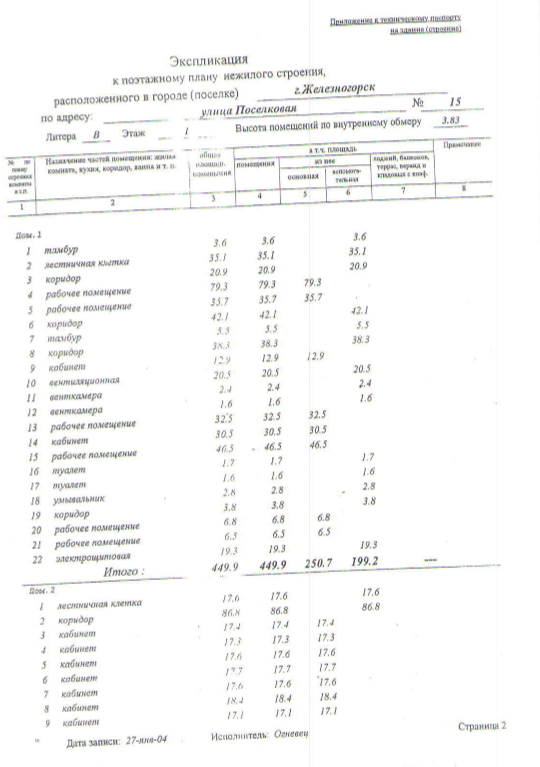 Приложение к техническому паспорту
на здание (строение)
Экспликация
к поэтажному плану нежилого строения,
расположенного в городе (поселке) г.Железногорск
по адресу: улица Поселковая № 15
Литера В Этаж 1 Высота помещений по внутреннему обмеру 3.83
№ по плану строения комнаты и т.п. Назначение частей помещения: жилая комната, кухня, коридор, ванна и т. п. общая площадь помещения в т.ч. площадь помещения из нее основная вспомога-тельная лоджий, балконов, террас, веранд и кладовых с коэф. Примечание
1 2 3 4 5 6 7 8
Пом. 1
1 тамбур 3.6 3.6 3.6
2 лестничная клетка 35.1 35.1 35.1
3 коридор 20.9 20.9 20.9
4 рабочее помещение 79.3 79.3 79.3
5 рабочее помещение 35.7 35.7 35.7
6 коридор 42.1 42.1 42.1
7 тамбур 5.5 5.5 5.5
8 коридор 38.3 38.3 38.3
9 кабинет 12.9 12.9 12.9
10 вентиляционная 20.5 20.5 20.5
11 венткамера 2.4 2.4 2.4
12 венткамера 1.6 1.6 1.6
13 рабочее помещение 32.5 32.5 32.5
14 кабинет 30.5 30.5 30.5
15 рабочее помещение 46.5 46.5 46.5
16 туалет 1.7 1.7 1.7
17 туалет 1.6 1.6 1.6
18 умывальник 2.8 2.8 2.8
19 коридор 3.8 3.8 3.8
20 рабочее помещение 6.8 6.8 6.8
21 рабочее помещение 6.5 6.5 6.5
22 электрощитовая 19.3 19.3 19.3
Итого : 449.9 449.9 250.7 199.2 ---
Пом. 2
1 лестничная клетка 17.6 17.6 17.6
2 коридор 86.8 86.8 86.8
3 кабинет 17.4 17.4 17.4
4 кабинет 17.3 17.3 17.3
5 кабинет 17.6 17.6 17.6
6 кабинет 17.7 17.7 17.7
7 кабинет 17.6 17.6 17.6
8 кабинет 18.4 18.4 18.4
9 кабинет 17.1 17.1 17.1
Дата записи: 27-янв-04 Исполнитель: Огневец Страница 2